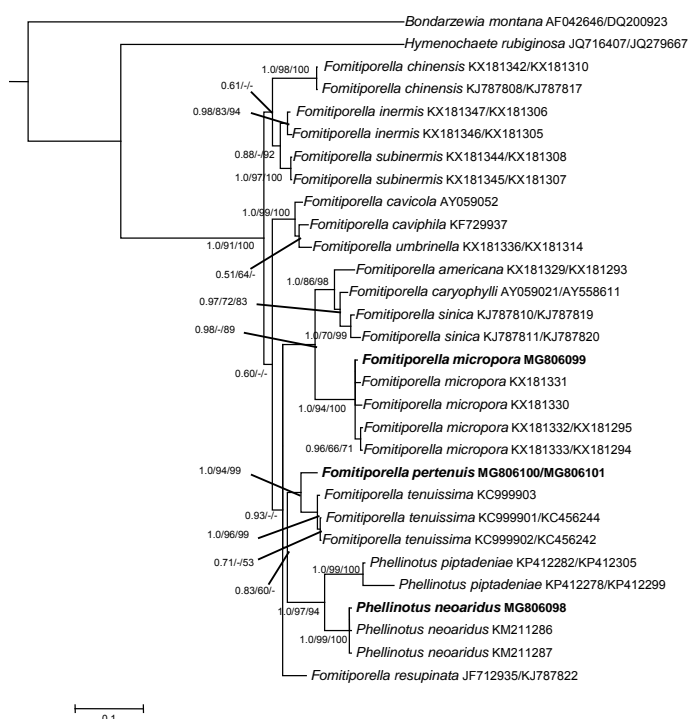 Bondarzewia montana AF042646/DQ200923
Hymenochaete rubiginosa JQ716407/JQ279667
1.0/98/100
Fomitiporella chinensis KX181342/KX181310
0.61/-/-
Fomitiporella chinensis KJ787808/KJ787817
0.98/83/94
Fomitiporella inermis KX181347/KX181306
Fomitiporella inermis KX181346/KX181305
0.88/-/92
Fomitiporella subinermis KX181344/KX181308
1.0/97/100
Fomitiporella subinermis KX181345/KX181307
Fomitiporella cavicola AY059052
1.0/99/100
Fomitiporella caviphila KF729937
1.0/91/100
Fomitiporella umbrinella KX181336/KX181314
0.51/64/-
Fomitiporella americana KX181329/KX181293
1.0/86/98
Fomitiporella caryophylli AY059021/AY558611
0.97/72/83
Fomitiporella sinica KJ787810/KJ787819
0.98/-/89
1.0/70/99
Fomitiporella sinica KJ787811/KJ787820
Fomitiporella micropora MG806099
0.60/-/-
Fomitiporella micropora KX181331
Fomitiporella micropora KX181330
1.0/94/100
Fomitiporella micropora KX181332/KX181295
0.96/66/71
Fomitiporella micropora KX181333/KX181294
1.0/94/99
Fomitiporella pertenuis MG806100/MG806101
Fomitiporella tenuissima KC999903
0.93/-/-
Fomitiporella tenuissima KC999901/KC456244
1.0/96/99
Fomitiporella tenuissima KC999902/KC456242
0.71/-/53
Phellinotus piptadeniae KP412282/KP412305
1.0/99/100
0.83/60/-
Phellinotus piptadeniae KP412278/KP412299
1.0/97/94
Phellinotus neoaridus MG806098
Phellinotus neoaridus KM211286
1.0/99/100
Phellinotus neoaridus KM211287
Fomitiporella resupinata JF712935/KJ787822
0.1